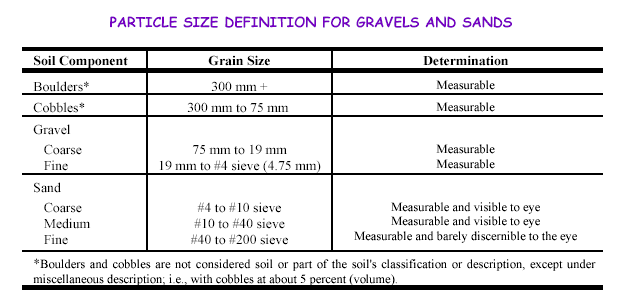 PARTICLE SIZE DEFINITION FOR GRAVELS AND SANDS
Soil Component Grain Size Determination
Boulders* 300 mm + Measurable
Cobbles* 300 mm to 75 mm Measurable
Gravel
Coarse 75 mm to 19 mm Measurable
Fine 19 mm to #4 sieve (4.75 mm) Measurable
Sand
Coarse #4 to #10 sieve Measurable and visible to eye
Medium #10 to #40 sieve Measurable and visible to eye
Fine #40 to #200 sieve Measurable and barely discernible to the eye
*Boulders and cobbles are not considered soil or part of the soil's classification or description, except under
miscellaneous description; i.e., with cobbles at about 5 percent (volume).